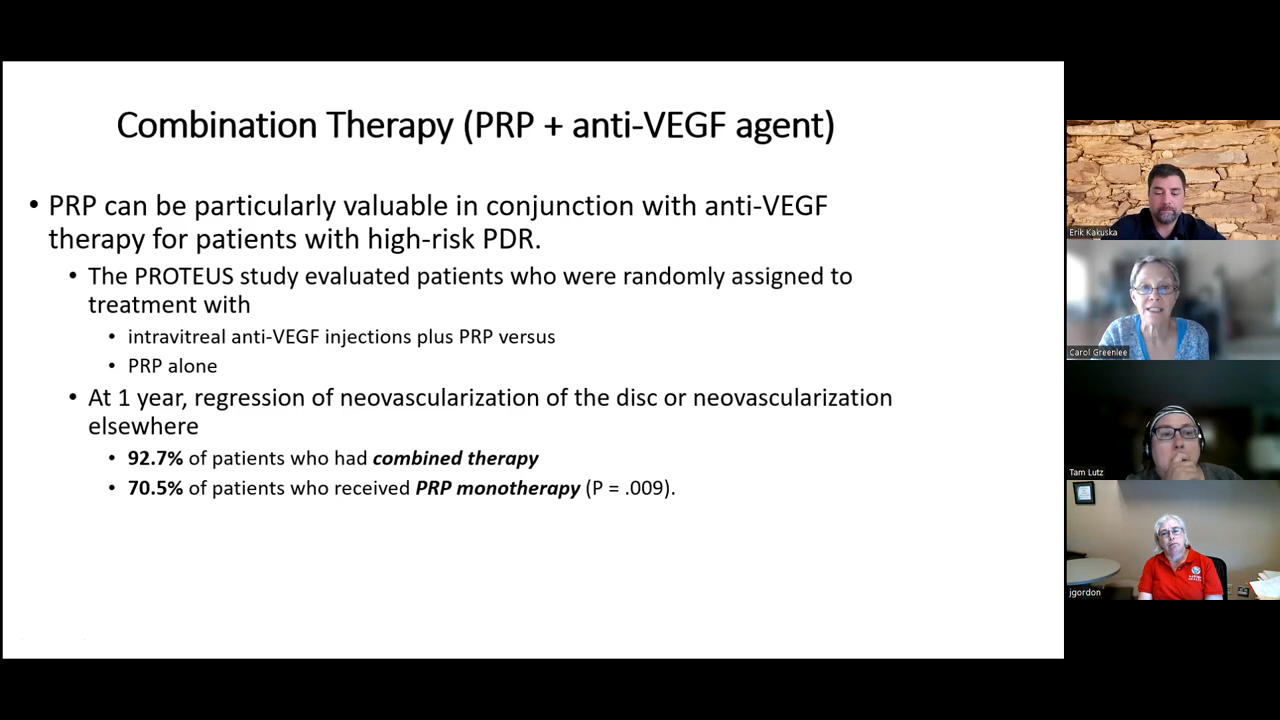 Combination Therapy (PRP + anti-VEGF agent)
• PRP can be particularly valuable in conjunction with anti-VEGF
therapy for patients with high-risk PDR.
• The PROTEUS study evaluated patients who were randomly assigned to
treatment with
• intravitreal anti-VEGF injections plus PRP versus
• PRP alone
• At 1 year, regression of neovascularization of the disc or neovascularization
elsewhere
• 92.7% of patients who had combined therapy
• 70.5% of patients who received PRP monotherapy (P = .009).
Erik Kakuska
Carol Greenlee
Tam Lutz
jgordon